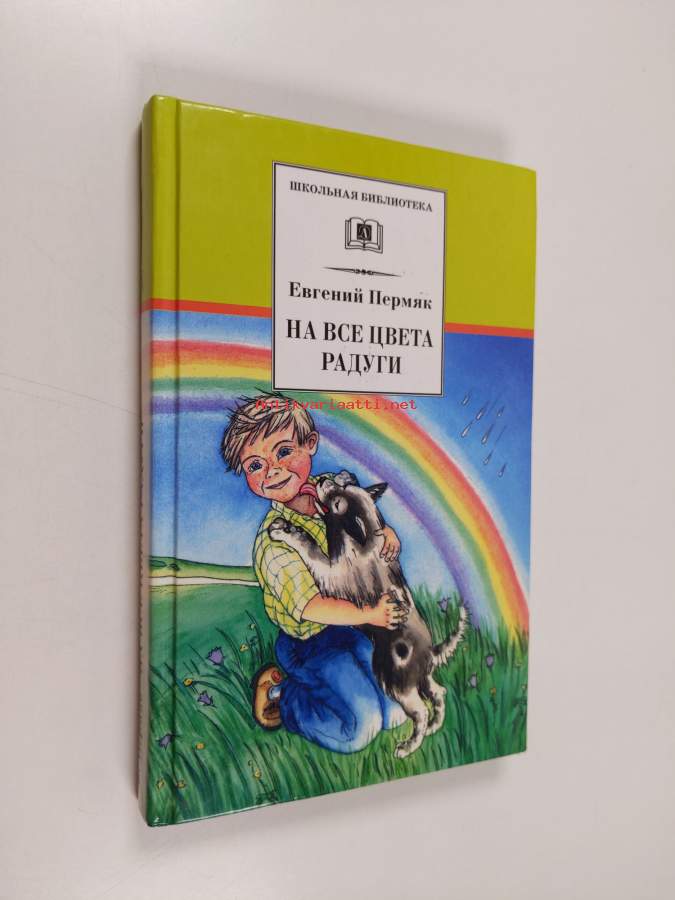 ШКОЛЬНАЯ БИБЛИОТЕКА
Евгений Пермяк
НА ВСЕ ЦВЕТА
РАДУГИ
Antikvariaatti.net